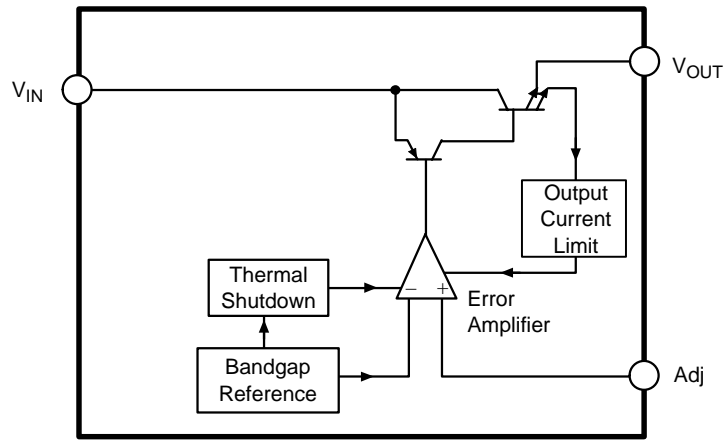 V_IN
V_OUT
Output
Current
Limit
Thermal
Shutdown
−
+
Error
Amplifier
Bandgap
Reference
Adj